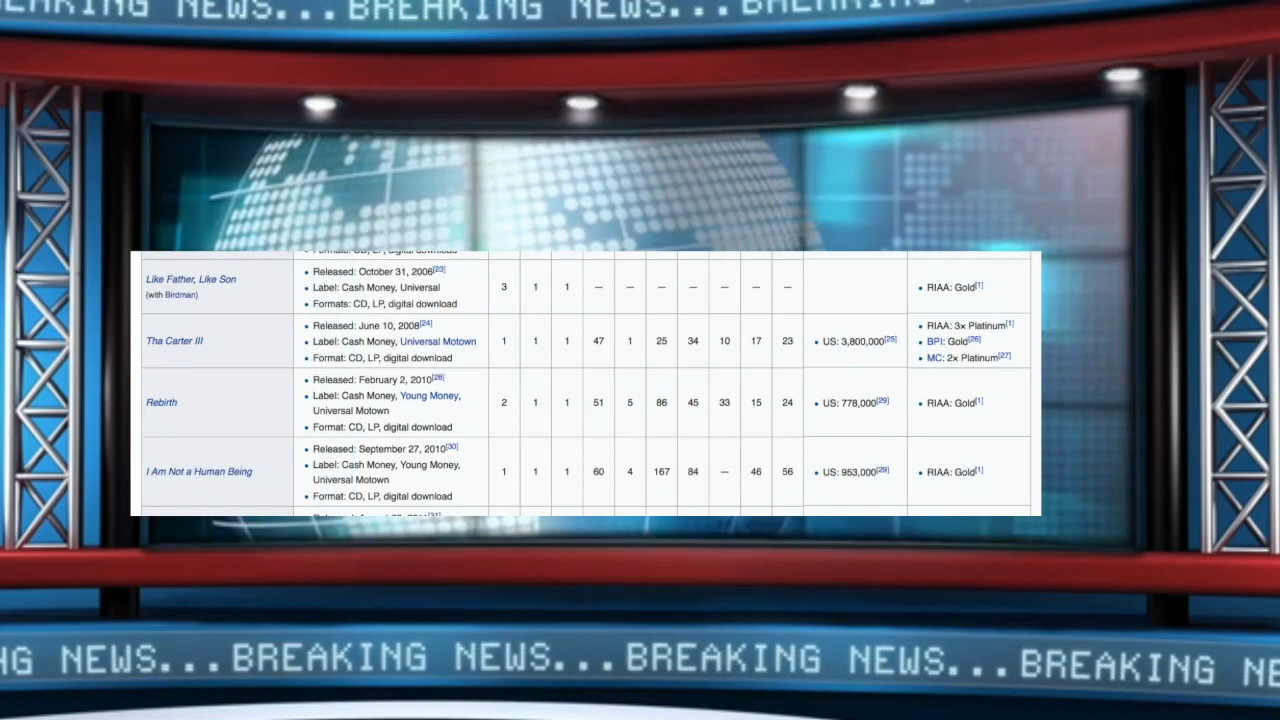 EAKING NEWS...BREAKING NEWS...BREAKING
Formats: CD, LP, digital download
Like Father, Like Son
(with Birdman)
• Released: October 31, 2006[23]
• Label: Cash Money, Universal
• Formats: CD, LP, digital download
3 1 1 — — — — — — —
• RIAA: Gold[1]
Tha Carter III
• Released: June 10, 2008[24]
• Label: Cash Money, Universal Motown
• Format: CD, LP, digital download
1 1 1 47 1 25 34 10 17 23
• US: 3,800,000[25]
• RIAA: 3× Platinum[1]
• BPI: Gold[26]
• MC: 2× Platinum[27]
Rebirth
• Released: February 2, 2010[28]
• Label: Cash Money, Young Money,
Universal Motown
• Format: CD, LP, digital download
2 1 1 51 5 86 45 33 15 24
• US: 778,000[29]
• RIAA: Gold[1]
I Am Not a Human Being
• Released: September 27, 2010[30]
• Label: Cash Money, Young Money,
Universal Motown
• Format: CD, LP, digital download
1 1 1 60 4 167 84 — 46 56
• US: 953,000[29]
• RIAA: Gold[1]
NG NEWS...BREAKING NEWS...BREAKING NEWS...BREAKING NE